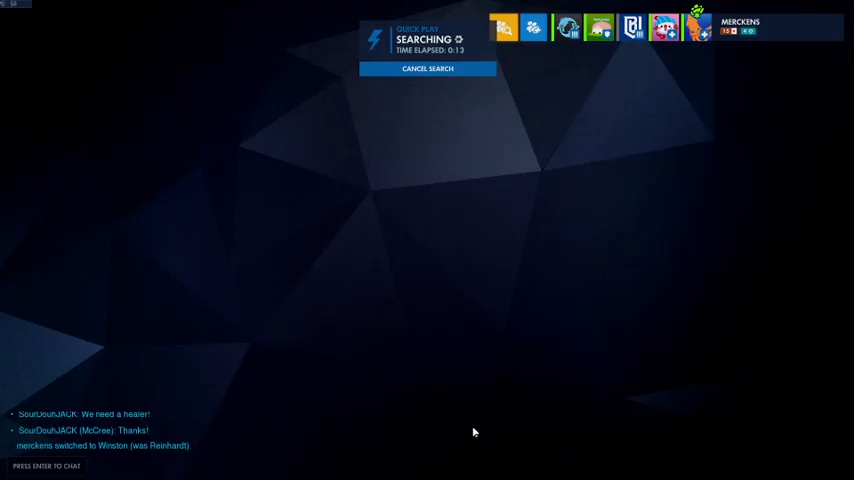 QUICK PLAY
SEARCHING
TIME ELAPSED: 0:13
CANCEL SEARCH
MERCKENS
SourDouhJACK: We need a healer!
SourDouhJACK (McCree): Thanks!
merckens switched to Winston (was Reinhardt).
PRESS ENTER TO CHAT